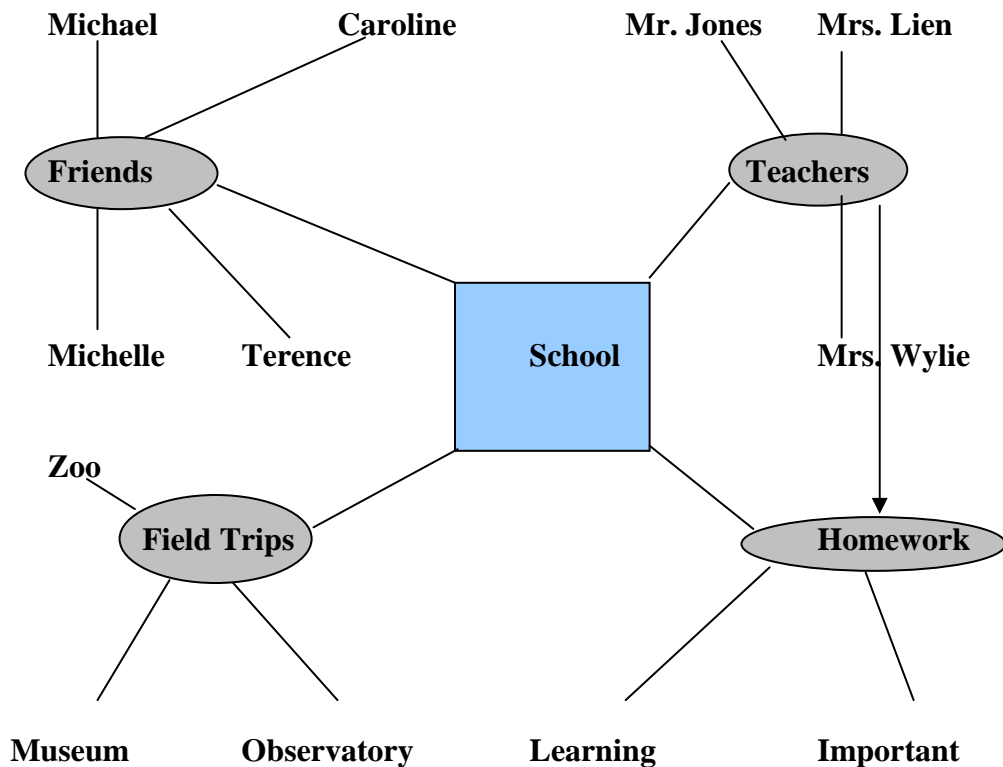 Michael Caroline Mr. Jones Mrs. Lien
Friends Teachers
Michelle Terence School Mrs. Wylie
Zoo
Field Trips Homework
Museum Observatory Learning Important